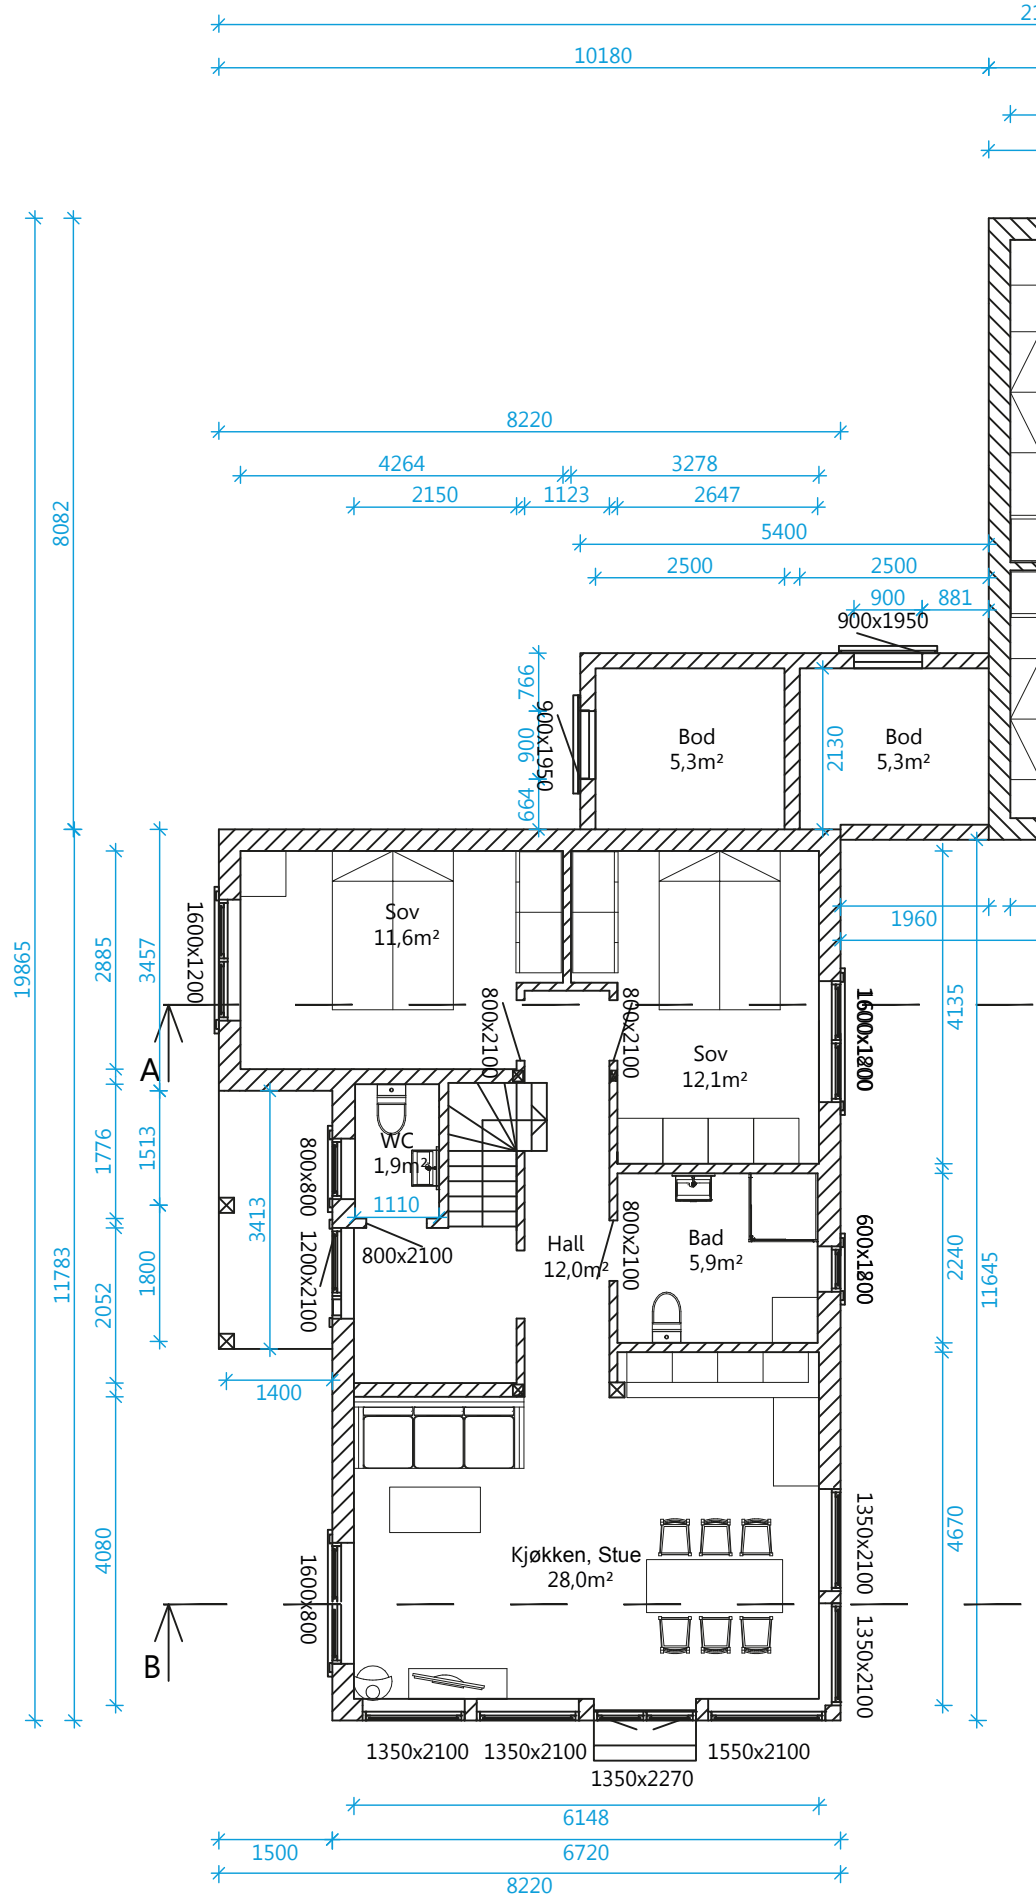 10180
8220
4264
3278
2150
1123
2647
5400
2500
2500
900
881
900x1950
8082
766
900
664
900x1950
Bod
5,3m²
2130
Bod
5,3m²
19865
2885
3457
1600x1200
Sov
11,6m²
1960
4135
A
800x2100
800x2100
Sov
12,1m²
1776
1513
WC
1,9m²
800x800
1110
3413
11783
2052
1800
1200x2100
800x2100
Hall
12,0m²
800x2100
Bad
5,9m²
600x1800
2240
11645
1400
4080
1600x800
Kjøkken, Stue
28,0m²
1350x2100
4670
B
1350x2100
1350x2100
1350x2100
1550x2100
1350x2270
6148
1500
6720
8220